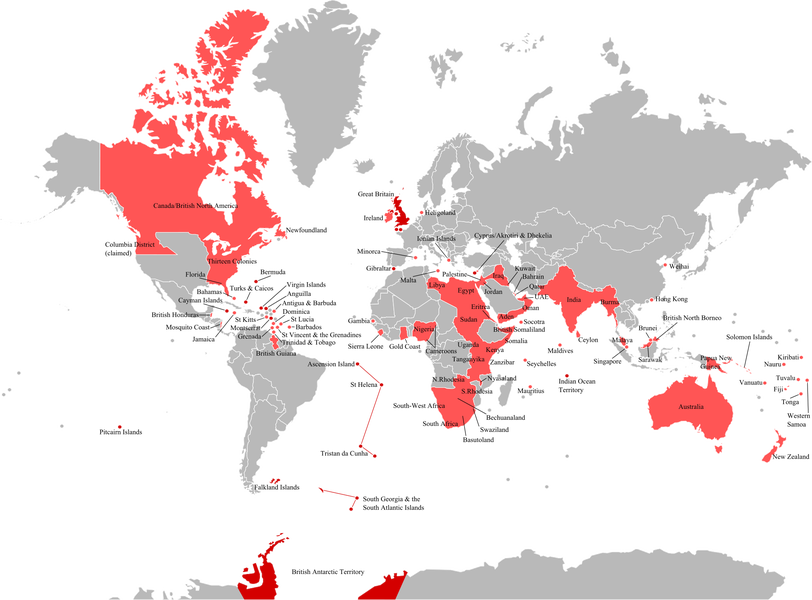 Canada/British North America
Newfoundland
Columbia District
(claimed)
Thirteen Colonies
Florida
Bermuda
Bahamas
Turks & Caicos
Virgin Islands
Cayman Islands
Anguilla
Antigua & Barbuda
British Honduras
St Kitts
Dominica
Mosquito Coast
Montserrat
St Lucia
Barbados
Jamaica
Grenada
St Vincent & the Grenadines
Trinidad & Tobago
British Guiana
Great Britain
Ireland
Heligoland
Minorca
Ionian Islands
Cyprus/Akrotiri & Dhekelia
Gibraltar
Malta
Palestine
Kuwait
Iraq
Bahrain
Jordan
Qatar
Libya
Egypt
UAE
Oman
Weihai
India
Burma
Hong Kong
Gambia
Nigeria
Sudan
Eritrea
Aden
Socotra
British Somaliland
Sierra Leone
Gold Coast
Cameroons
Uganda
Somalia
Kenya
Tanganyika
Zanzibar
Maldives
Ceylon
Malaya
Singapore
Brunei
British North Borneo
Sarawak
Papua New
Guinea
Solomon Islands
Nauru
Kiribati
Vanuatu
Tuvalu
Fiji
Tonga
Western
Samoa
Ascension Island
St Helena
N.Rhodesia
Nyasaland
S.Rhodesia
Seychelles
Mauritius
Indian Ocean
Territory
South-West Africa
Bechuanaland
South Africa
Swaziland
Basutoland
Australia
New Zealand
Pitcairn Islands
Tristan da Cunha
Falkland Islands
South Georgia & the
South Atlantic Islands
British Antarctic Territory